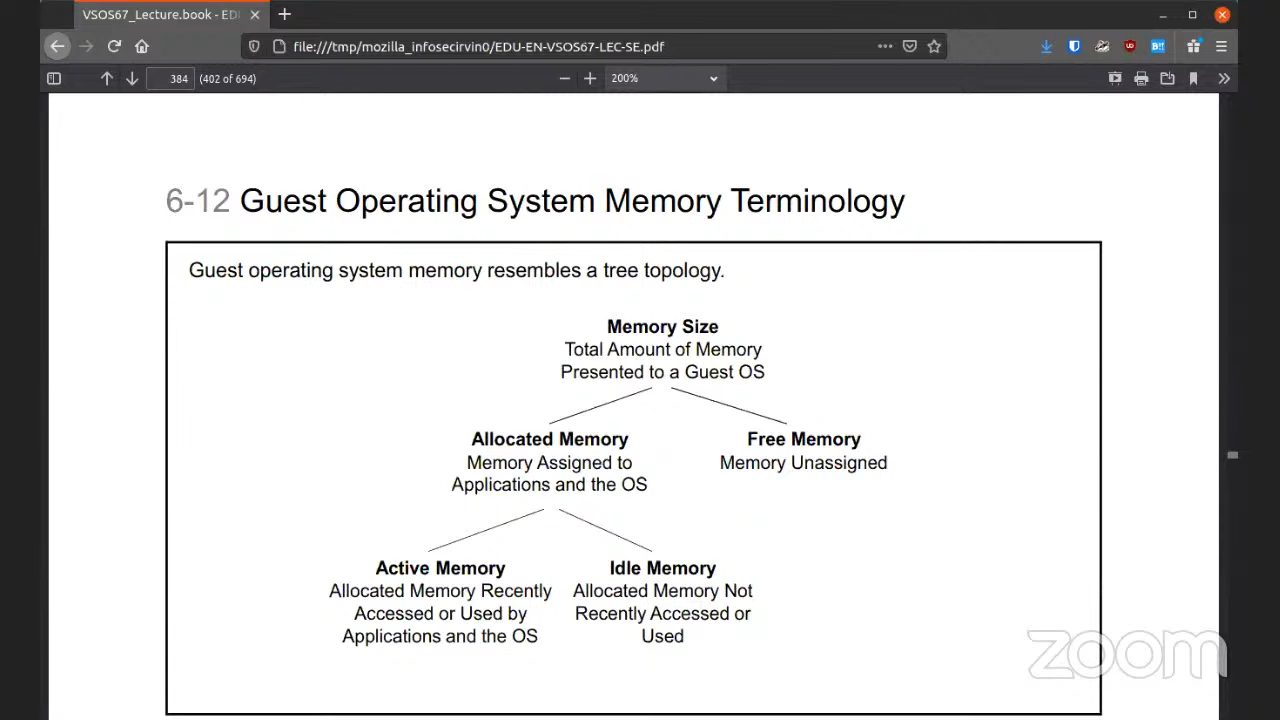 VSOS67_Lecture.book - EDU
file:///tmp/mozilla_infosecirvin0/EDU-EN-VSOS67-LEC-SE.pdf
384 (402 of 694)
200%
6-12 Guest Operating System Memory Terminology
Guest operating system memory resembles a tree topology.
Memory Size
Total Amount of Memory
Presented to a Guest OS
Allocated Memory
Memory Assigned to
Applications and the OS
Free Memory
Memory Unassigned
Active Memory
Allocated Memory Recently
Accessed or Used by
Applications and the OS
Idle Memory
Allocated Memory Not
Recently Accessed or
Used
zoom